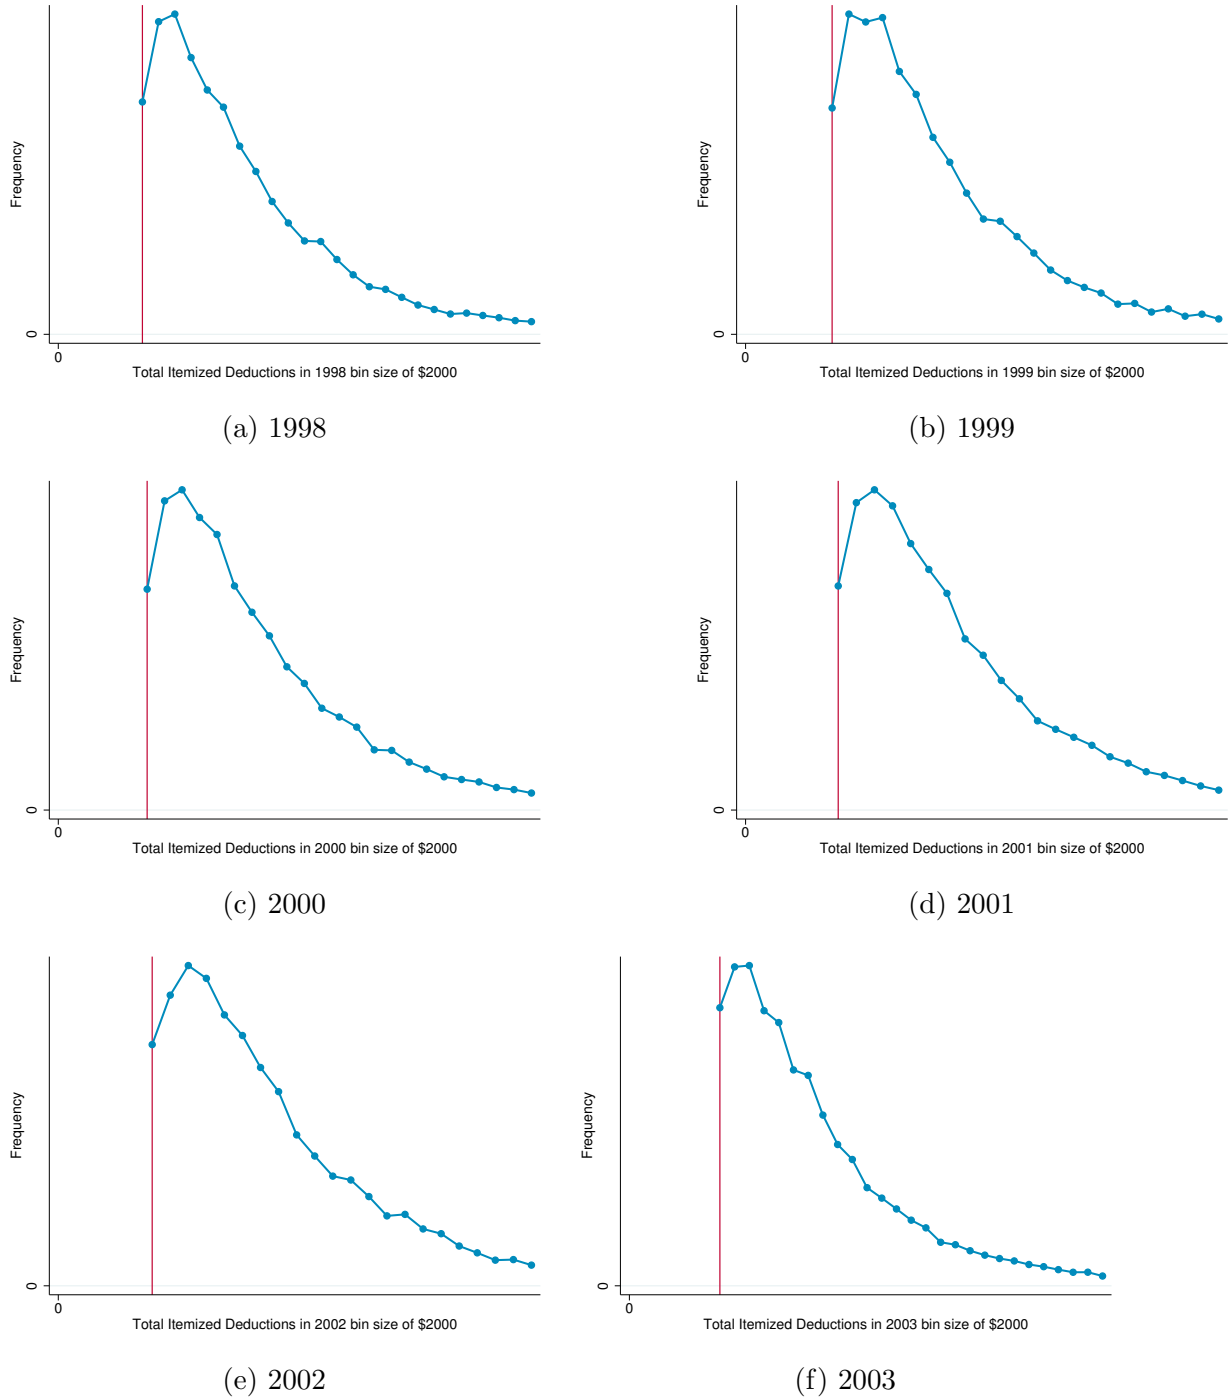 Frequency
0
0
Total Itemized Deductions in 1998 bin size of $2000
(a) 1998
Frequency
0
0
Total Itemized Deductions in 1999 bin size of $2000
(b) 1999
Frequency
0
0
Total Itemized Deductions in 2000 bin size of $2000
(c) 2000
Frequency
0
0
Total Itemized Deductions in 2001 bin size of $2000
(d) 2001
Frequency
0
0
Total Itemized Deductions in 2002 bin size of $2000
(e) 2002
Frequency
0
0
Total Itemized Deductions in 2003 bin size of $2000
(f) 2003